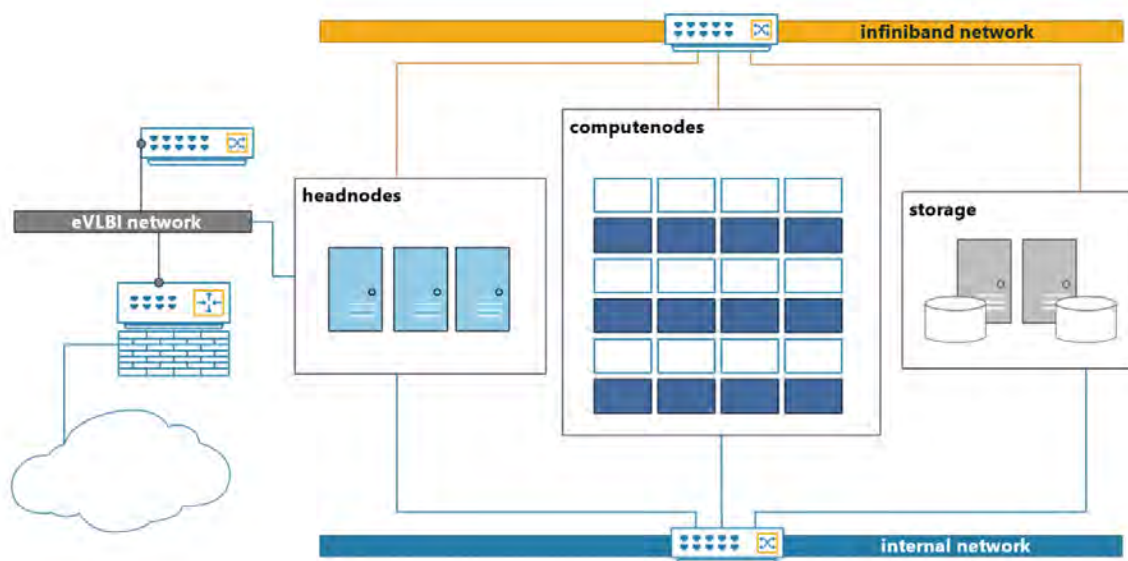 infiniband network
computenodes
headnodes
storage
eVLBI network
internal network